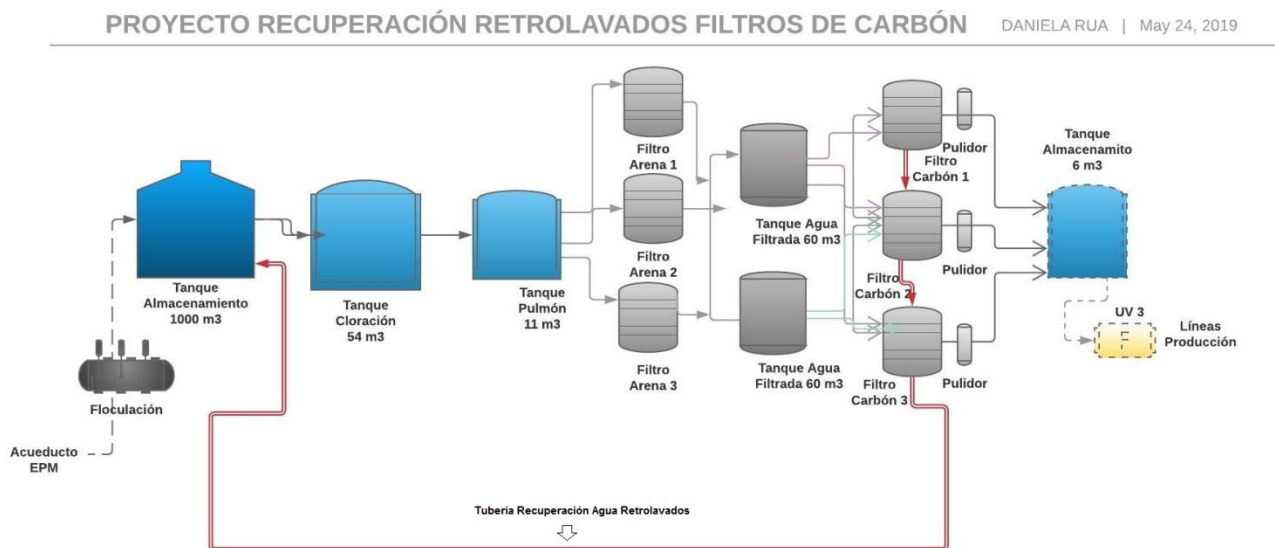 PROYECTO RECUPERACIÓN RETROLAVADOS FILTROS DE CARBÓN
DANIELA RUA | May 24, 2019
Tanque
Almacenamiento
1000 m3
Tanque
Cloración
54 m3
Tanque
Pulmón
11 m3
Filtro
Arena 1
Filtro
Arena 2
Filtro
Arena 3
Tanque Agua
Filtrada 60 m3
Tanque Agua
Filtrada 60 m3
Filtro
Carbón 1
Pulidor
Filtro
Carbón 2
Pulidor
Filtro
Carbón 3
Pulidor
Tanque
Almacenamito
6 m3
UV 3
Líneas
Producción
Floculación
Acueducto
EPM
Tubería Recuperación Agua Retrolavados